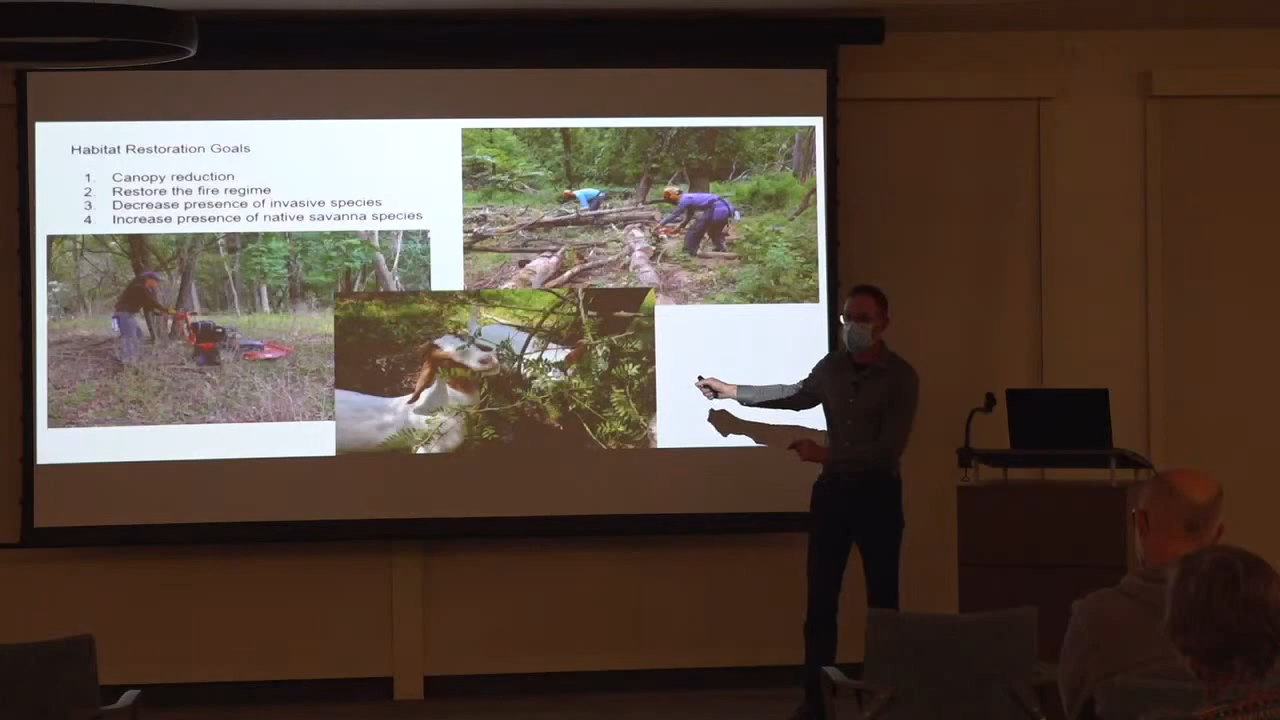 Habitat Restoration Goals
1. Canopy reduction
2. Restore the fire regime
3. Decrease presence of invasive species
4. Increase presence of native savanna species